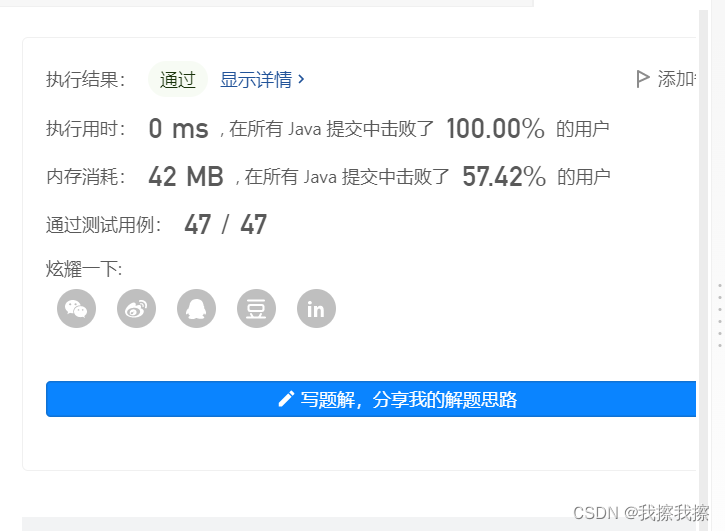 执行结果： 通过 显示详情 › 添加
执行用时： 0 ms , 在所有 Java 提交中击败了 100.00% 的用户
内存消耗： 42 MB , 在所有 Java 提交中击败了 57.42% 的用户
通过测试用例： 47 / 47
炫耀一下:
豆 in
写题解，分享我的解题思路
CSDN @我擦我擦